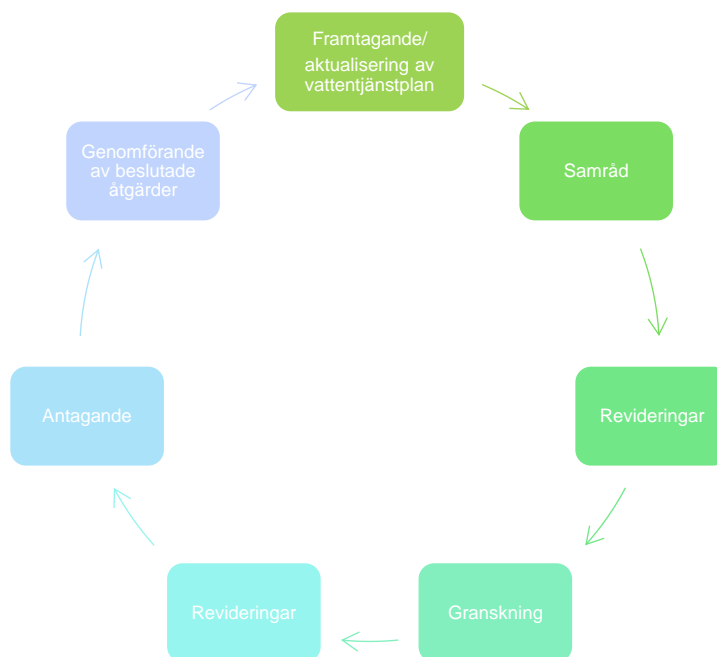 Framtagande/
aktualisering av
vattentjänstplan
Samråd
Revideringar
Granskning
Revideringar
Antagande
Genomförande
av beslutade
åtgärder